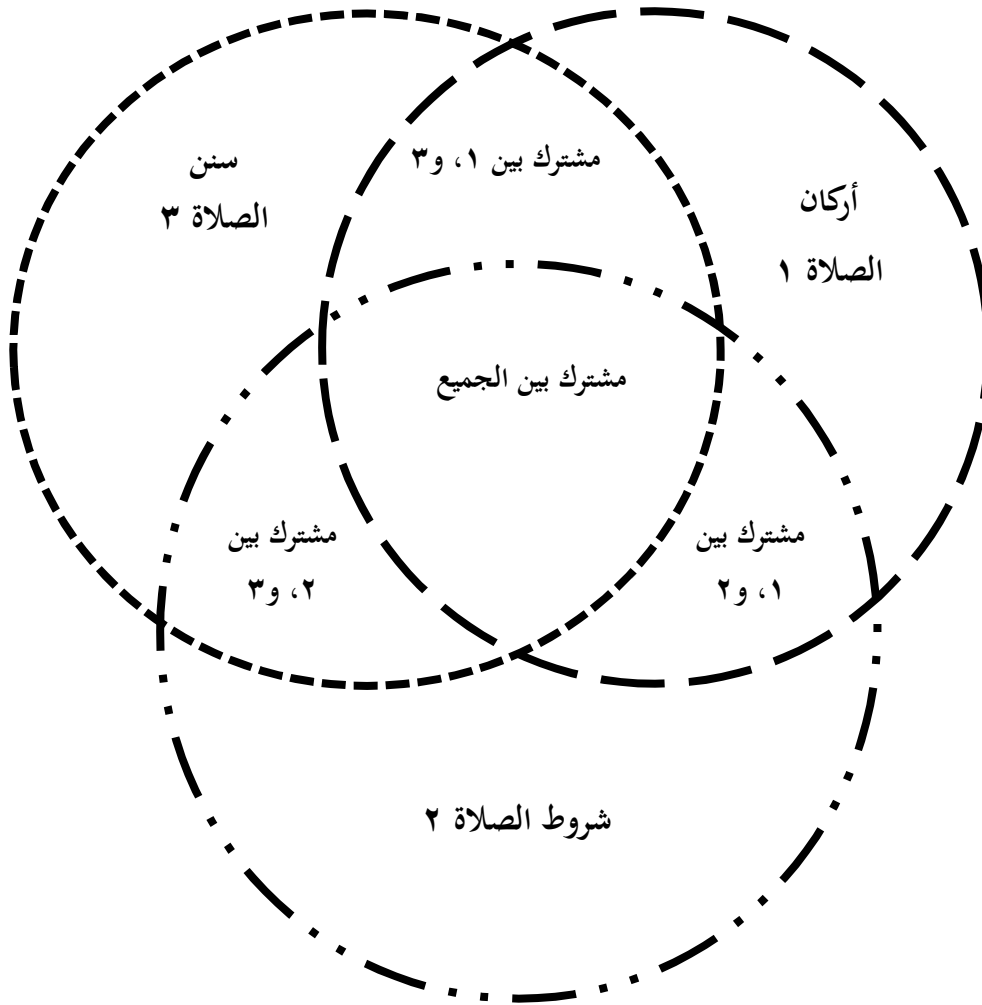 مشترك بين ١، و٣
أركان
الصلاة ١
سنن
الصلاة ٣
مشترك بين الجميع
مشترك بين
١، و٢
مشترك بين
٢، و٣
شروط الصلاة ٢